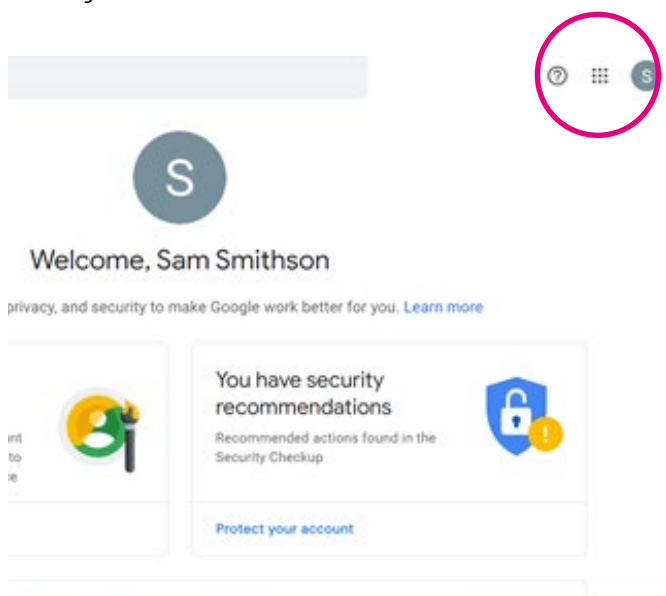 S
S
Welcome, Sam Smithson
privacy, and security to make Google work better for you. Learn more
You have security
recommendations
Recommended actions found in the
Security Checkup
to
Protect your account